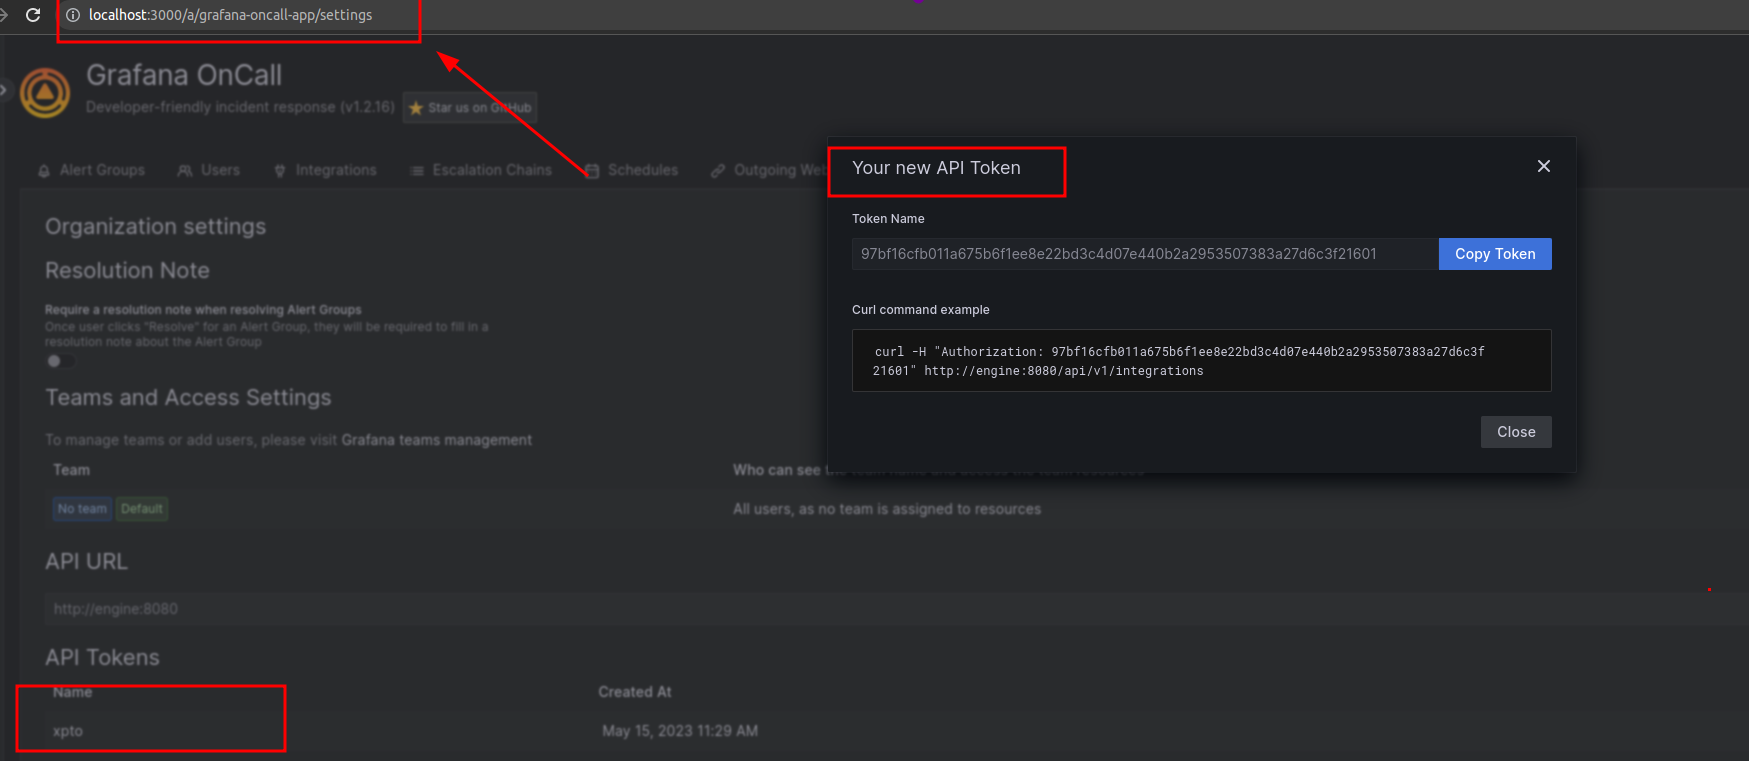 localhost:3000/a/grafana-oncall-app/settings
Grafana OnCall
Developer-friendly incident response (v1.2.16)
Star us on GitHub
Alert Groups
Users
Integrations
Escalation Chains
Schedules
Outgoing Web
Your new API Token
Token Name
97bf16cfb011a675b6f1ee8e22bd3c4d07e440b2a2953507383a27d6c3f21601
Copy Token
Curl command example
curl -H "Authorization: 97bf16cfb011a675b6f1ee8e22bd3c4d07e440b2a2953507383a27d6c3f
21601" http://engine:8080/api/v1/integrations
Close
Organization settings
Resolution Note
Require a resolution note when resolving Alert Groups
Once user clicks "Resolve" for an Alert Group, they will be required to fill in a
resolution note about the Alert Group
Teams and Access Settings
To manage teams or add users, please visit Grafana teams management
Team
Who can see
No team
Default
All users, as no team is assigned to resources
API URL
http://engine:8080
API Tokens
Name
Created At
xpto
May 15, 2023 11:29 AM